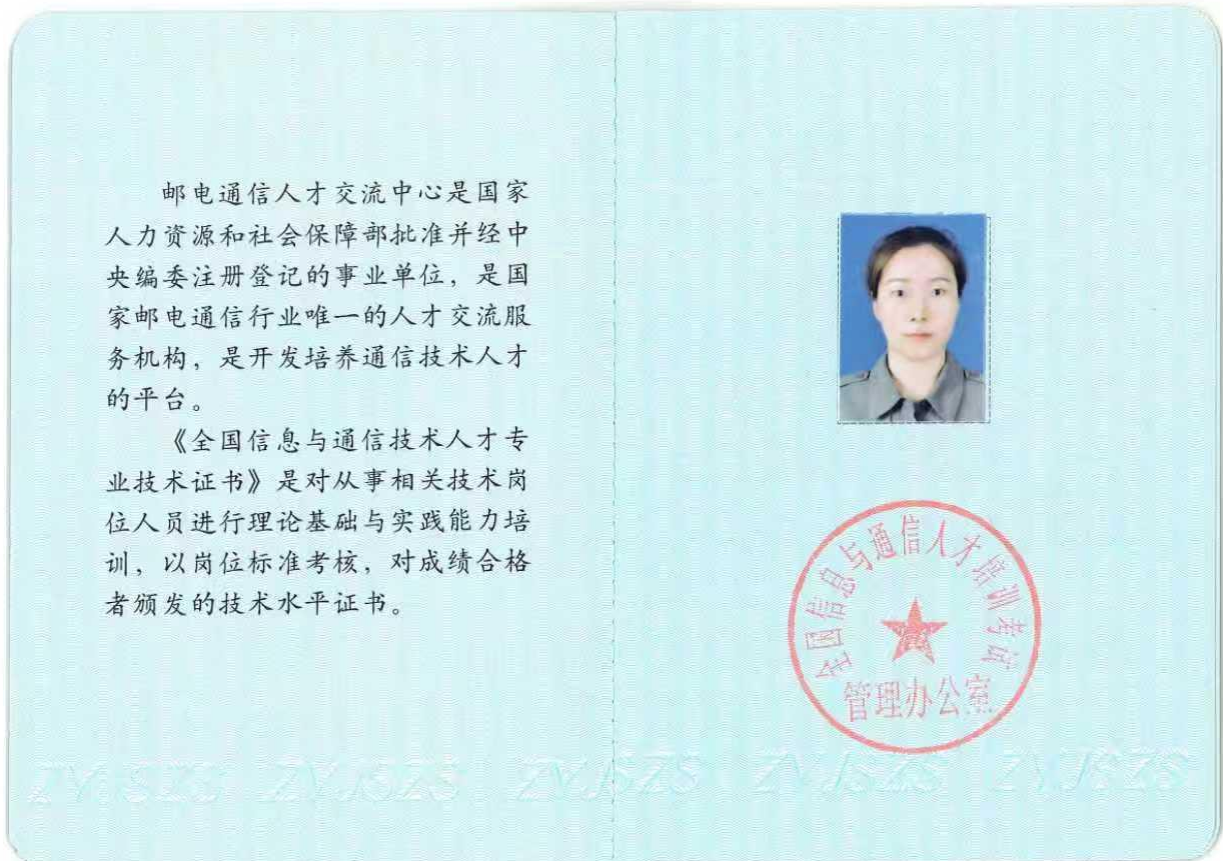 邮电通信人才交流中心是国家
人力资源和社会保障部批准并经中
央编委注册登记的事业单位，是国
家邮电通信行业唯一的人才交流服
务机构，是开发培养通信技术人才
的平台。
《全国信息与通信技术人才专
业技术证书》是对从事相关技术岗
位人员进行理论基础与实践能力培
训，以岗位标准考核，对成绩合格
者颁发的技术水平证书。
全国信息与通信人才培训考试
管理办公室
ZYJSZS ZYJSZS ZYJSZS ZYJSZS ZYJSZS